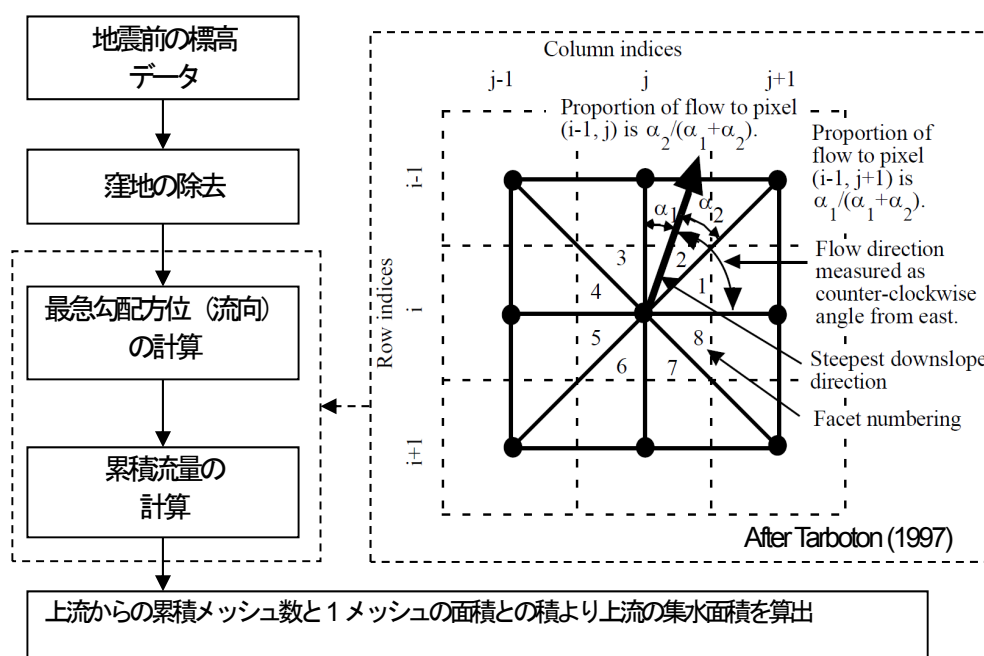 地震前の標高
データ
窪地の除去
最急勾配方位（流向）
の計算
累積流量の
計算
上流からの累積メッシュ数と1メッシュの面積との積より上流の集水面積を算出
Column indices
j-1 j j+1
Proportion of flow to pixel
(i-1, j) is α2/(α1+α2).
Proportion of
flow to pixel
(i-1, j+1) is
α1/(α1+α2).
Row indices
i-1
i
i+1
α1 α2
3 2
4 1
5 8
6 7
Flow direction
measured as
counter-clockwise
angle from east.
Steepest downslope
direction
Facet numbering
After Tarboton (1997)